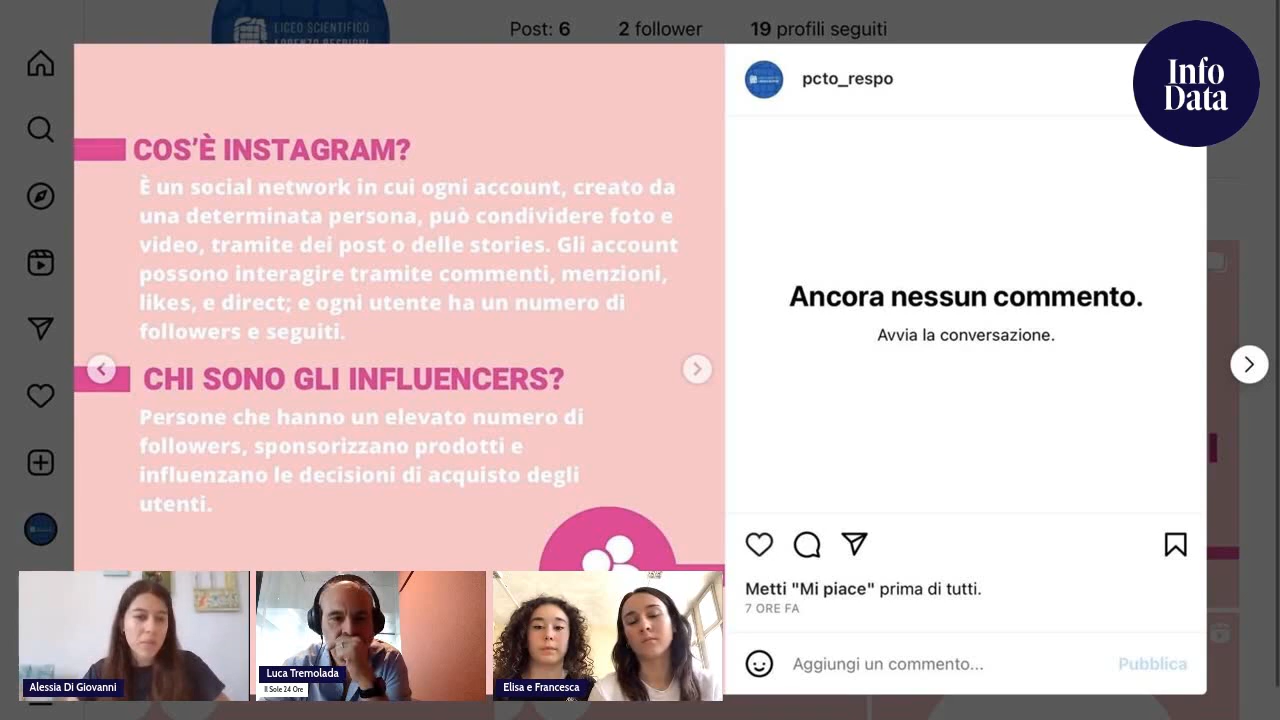 LICEO SCIENTIFICO
Post: 6
2 follower
19 profili seguiti
Info
Data
pcto_respo
COS'È INSTAGRAM?
È un social network in cui ogni account, creato da
una determinata persona, può condividere foto e
video, tramite dei post o delle stories. Gli account
possono interagire tramite commenti, menzioni,
likes, e direct; e ogni utente ha un numero di
followers e seguiti.
CHI SONO GLI INFLUENCERS?
Persone che hanno un elevato numero di
followers, sponsorizzano prodotti e
influenzano le decisioni di acquisto degli
utenti.
Ancora nessun commento.
Avvia la conversazione.
Metti "Mi piace" prima di tutti.
7 ORE FA
Aggiungi un commento...
Pubblica
Alessia Di Giovanni
Luca Tremolada
Il Sole 24 Ore
Elisa e Francesca